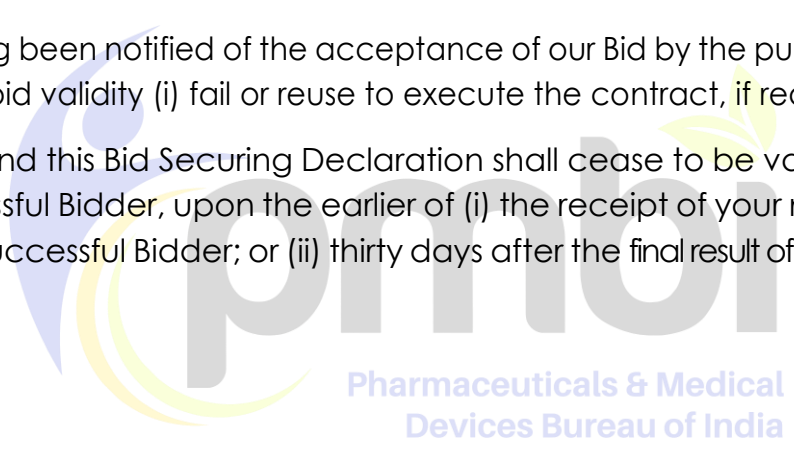 g been notified of the acceptance of our Bid by the pu
bid validity (i) fail or reuse to execute the contract, if req
nd this Bid Securing Declaration shall cease to be va
ssful Bidder, upon the earlier of (i) the receipt of your n
uccessful Bidder; or (ii) thirty days after the final result of
pmbi
Pharmaceuticals & Medical
Devices Bureau of India